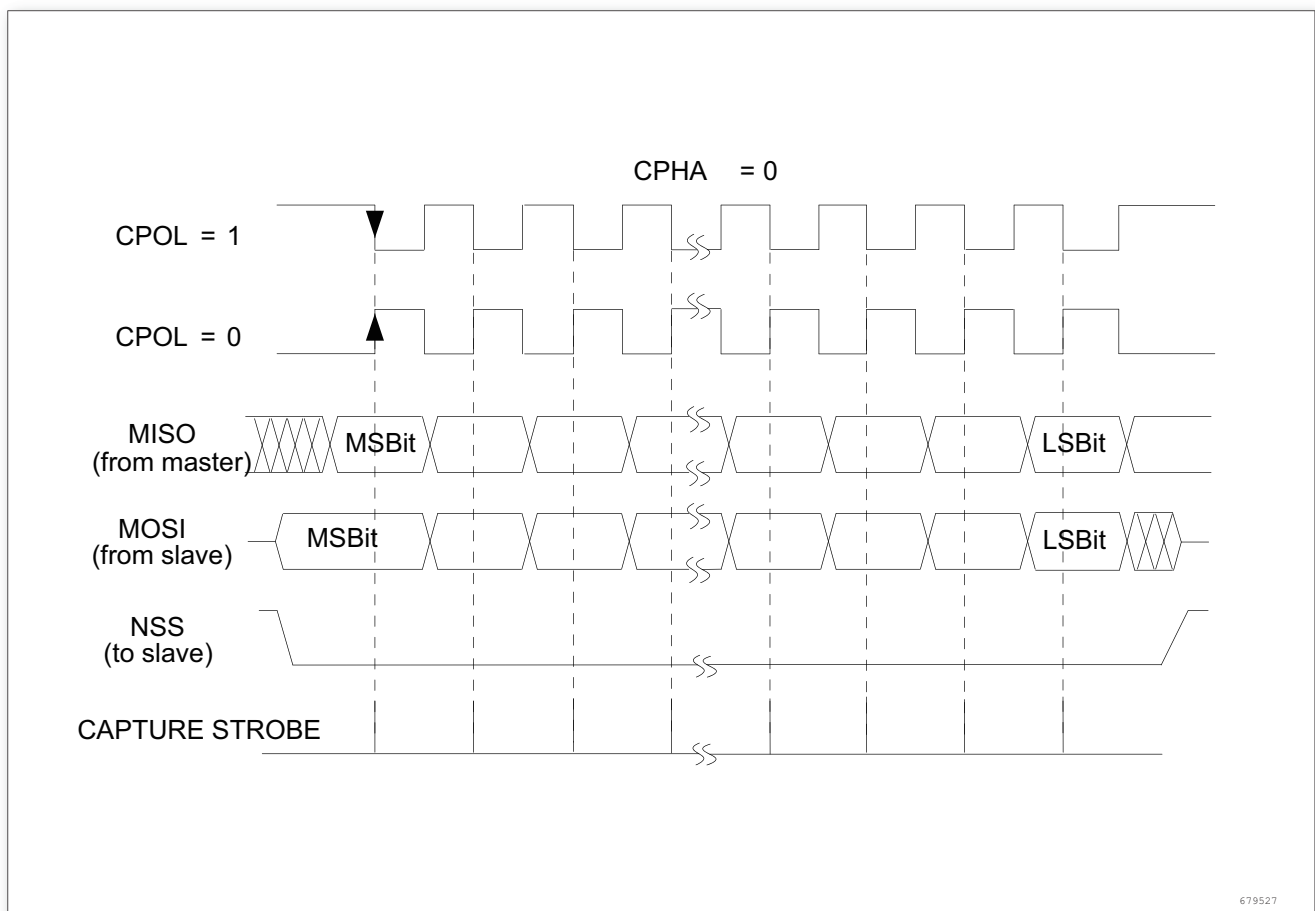 CPHA = 0
CPOL = 1
CPOL = 0
MISO
(from master)
MSBit
LSBit
MOSI
(from slave)
MSBit
LSBit
NSS
(to slave)
CAPTURE STROBE
679527